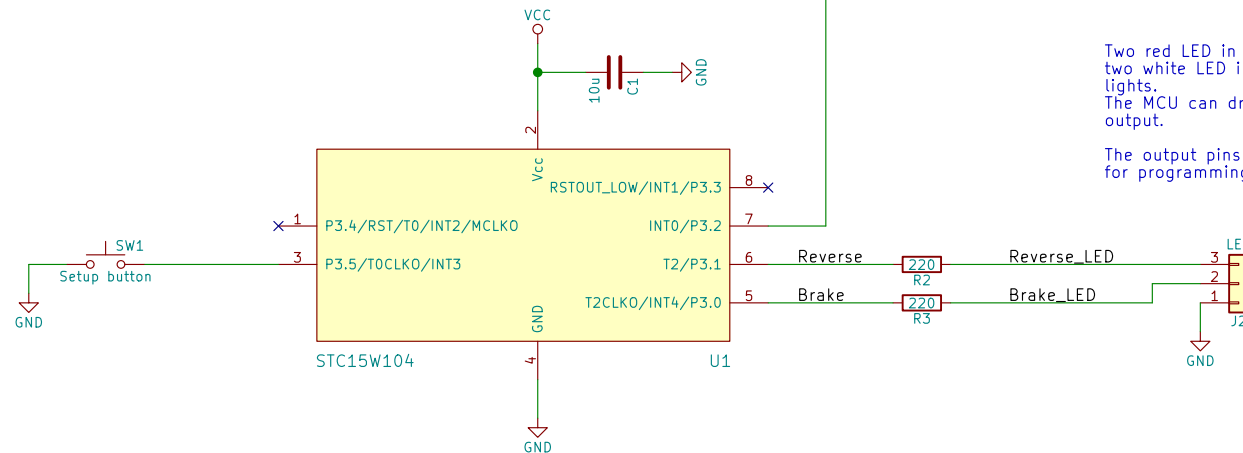 VCC
10u
C1
GND
Two red LED in
two white LED i
lights.
The MCU can dr
output.
The output pins
for programming
2
Vcc
RSTOUT_LOW/INT1/P3.3
8
1
P3.4/RST/T0/INT2/MCLKO
INT0/P3.2
7
SW1
Setup button
3
P3.5/T0CLKO/INT3
T2/P3.1
6
Reverse
220
R2
Reverse_LED
LE
3
2
1
J2
GND
T2CLKO/INT4/P3.0
5
Brake
220
R3
Brake_LED
GND
GND
STC15W104
U1
4
GND